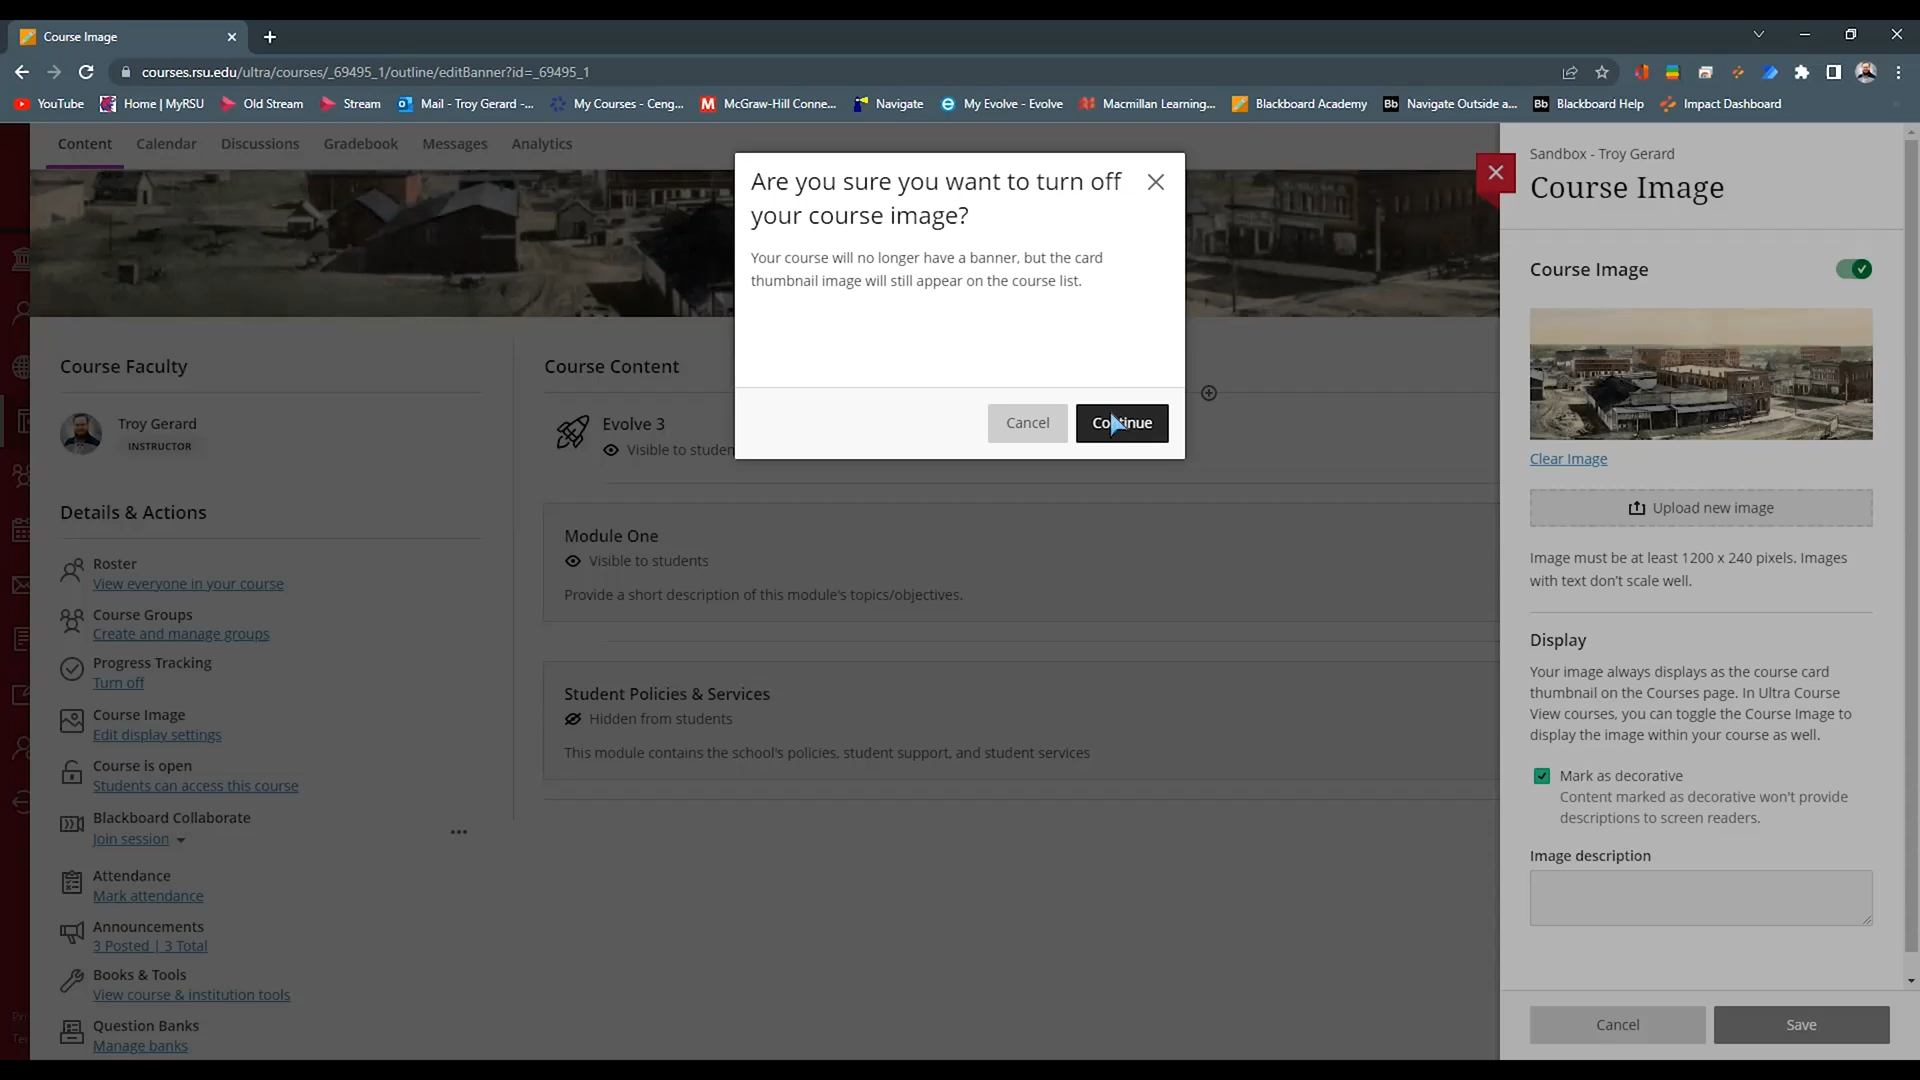 Course Image
courses.rsu.edu/ultra/courses/_69495_1/outline/editBanner?id=_69495_1
YouTube
Home | MyRSU
Old Stream
Stream
Mail - Troy Gerard -...
My Courses - Ceng...
McGraw-Hill Conne...
Navigate
My Evolve - Evolve
Macmillan Learning...
Blackboard Academy
Bb Navigate Outside a...
Bb Blackboard Help
Impact Dashboard
Content
Calendar
Discussions
Gradebook
Messages
Analytics
Are you sure you want to turn off
your course image?
Your course will no longer have a banner, but the card
thumbnail image will still appear on the course list.
Cancel
Continue
Course Faculty
Troy Gerard
INSTRUCTOR
Details & Actions
Roster
View everyone in your course
Course Groups
Create and manage groups
Progress Tracking
Turn off
Course Image
Edit display settings
Course is open
Students can access this course
Blackboard Collaborate
Join session
Attendance
Mark attendance
Announcements
3 Posted | 3 Total
Books & Tools
View course & institution tools
Question Banks
Manage banks
Course Content
Evolve 3
Visible to
Module One
Visible to students
Provide a short description of this module's topics/objectives.
Student Policies & Services
Hidden from students
This module contains the school's policies, student support, and student services
Sandbox - Troy Gerard
Course Image
Course Image
Clear Image
Upload new image
Image must be at least 1200 x 240 pixels. Images
with text don't scale well.
Display
Your image always displays as the course card
thumbnail on the Courses page. In Ultra Course
View courses, you can toggle the Course Image to
display the image within your course as well.
Mark as decorative
Content marked as decorative won't provide
descriptions to screen readers.
Image description
Cancel
Save